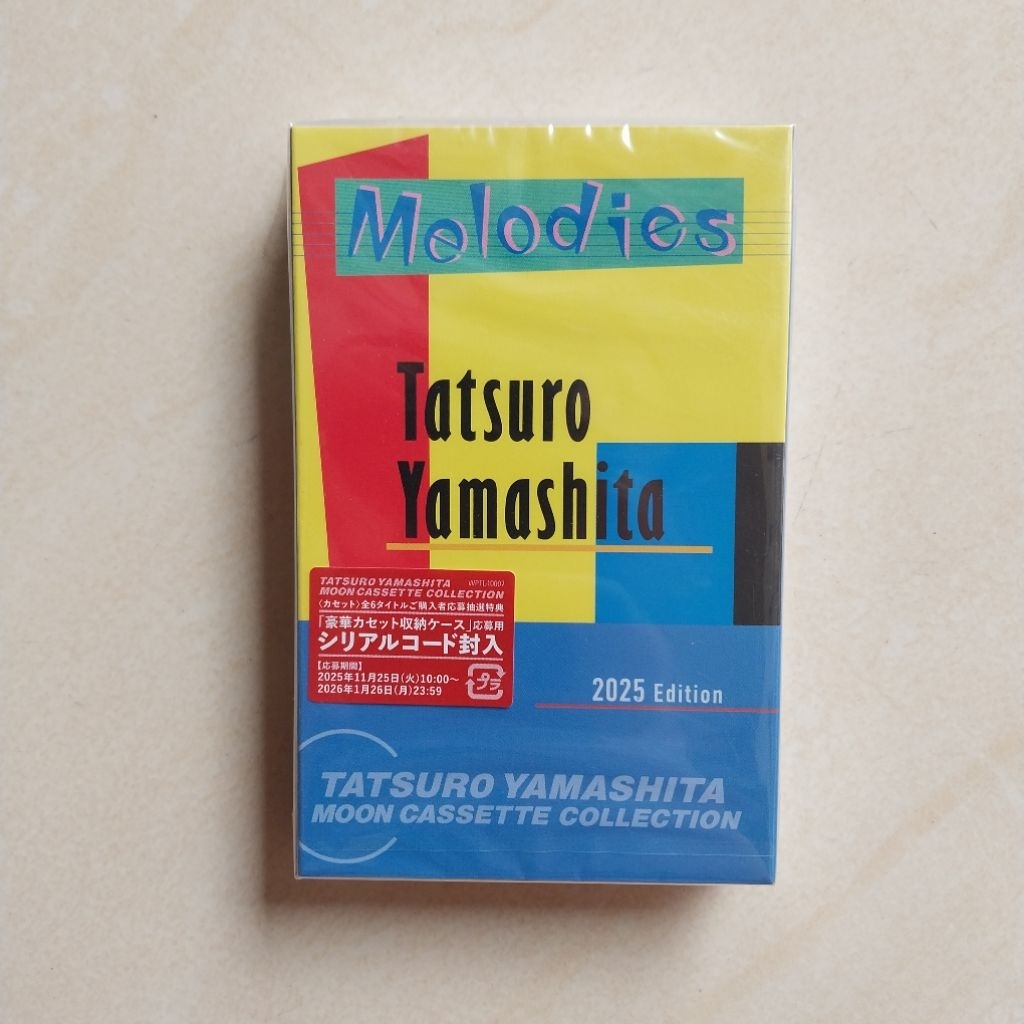 Melodies
Tatsuro
Yamashita
TATSURO YAMASHITA
MOON CASSETTE COLLECTION
WPTL-10007
〈カセット〉全6タイトルご購入者応募抽選特典
「豪華カセット収納ケース」応募用
シリアルコード封入
【応募期間】
2025年11月25日(火)10:00〜
2026年1月26日(月)23:59
プラ
2025 Edition
TATSURO YAMASHITA
MOON CASSETTE COLLECTION